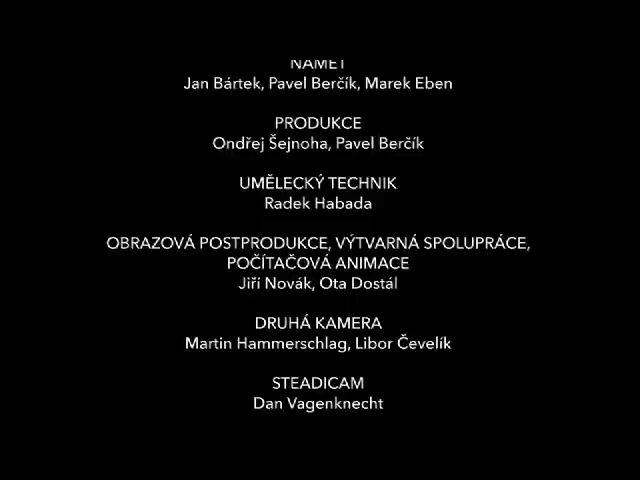 NÁMĚT
Jan Bártek, Pavel Berčík, Marek Eben
PRODUKCE
Ondřej Šejnoha, Pavel Berčík
UMĚLECKÝ TECHNIK
Radek Habada
OBRAZOVÁ POSTPRODUKCE, VÝTVARNÁ SPOLUPRÁCE,
POČÍTAČOVÁ ANIMACE
Jiří Novák, Ota Dostál
DRUHÁ KAMERA
Martin Hammerschlag, Libor Čevelík
STEADICAM
Dan Vagenknecht